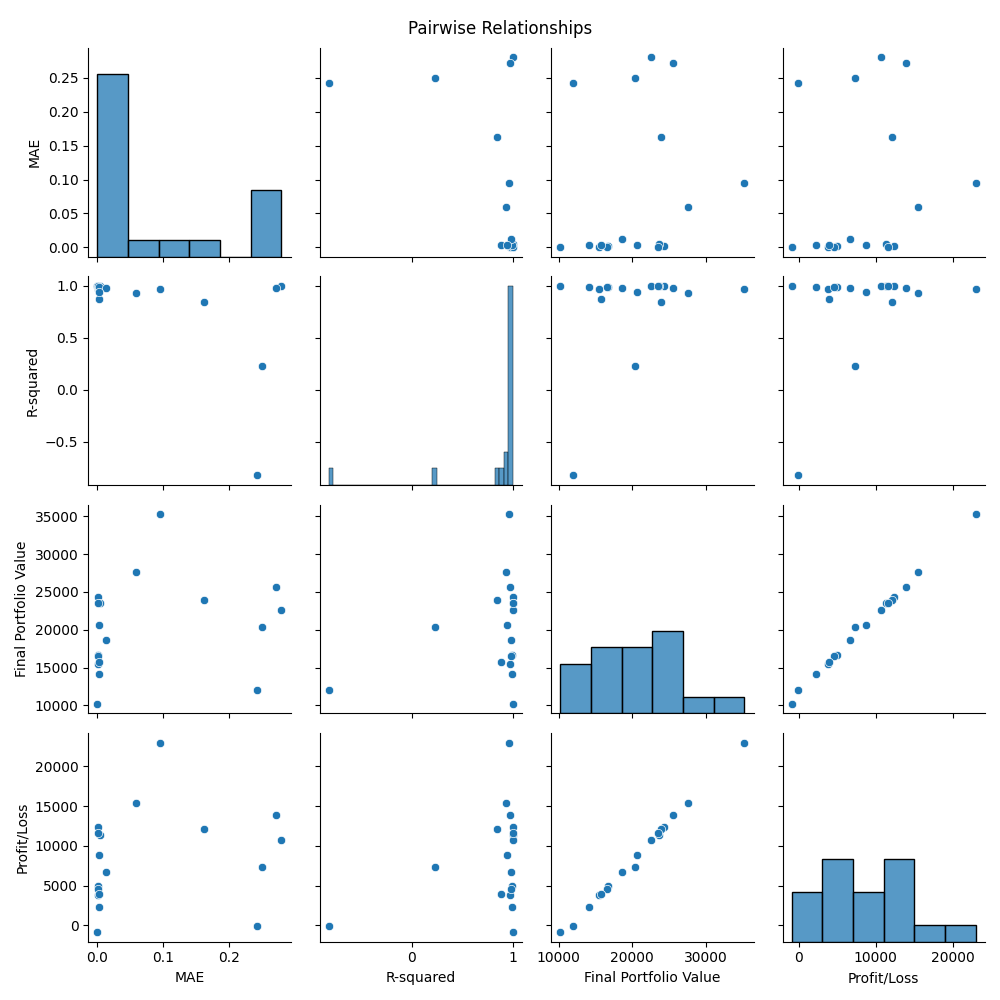 Pairwise Relationships
MAE
0.25
0.20
0.15
0.10
0.05
0.00
R-squared
1.0
0.5
0.0
−0.5
Final Portfolio Value
35000
30000
25000
20000
15000
10000
Profit/Loss
20000
15000
10000
5000
0
0.0 0.1 0.2
0 1
10000 20000 30000
0 10000 20000
MAE
R-squared
Final Portfolio Value
Profit/Loss